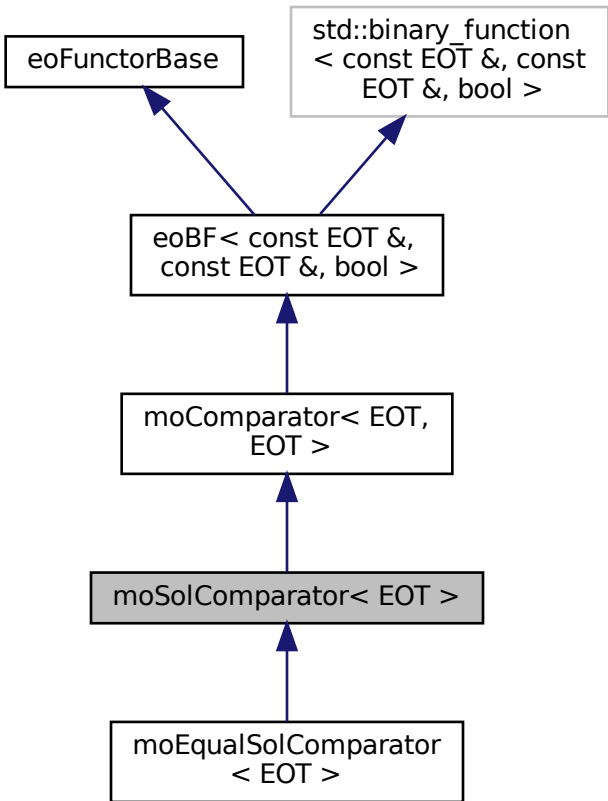 eoFunctorBase
std::binary_function
< const EOT &, const
EOT &, bool >
eoBF< const EOT &,
const EOT &, bool >
moComparator< EOT,
EOT >
moSolComparator< EOT >
moEqualSolComparator
< EOT >